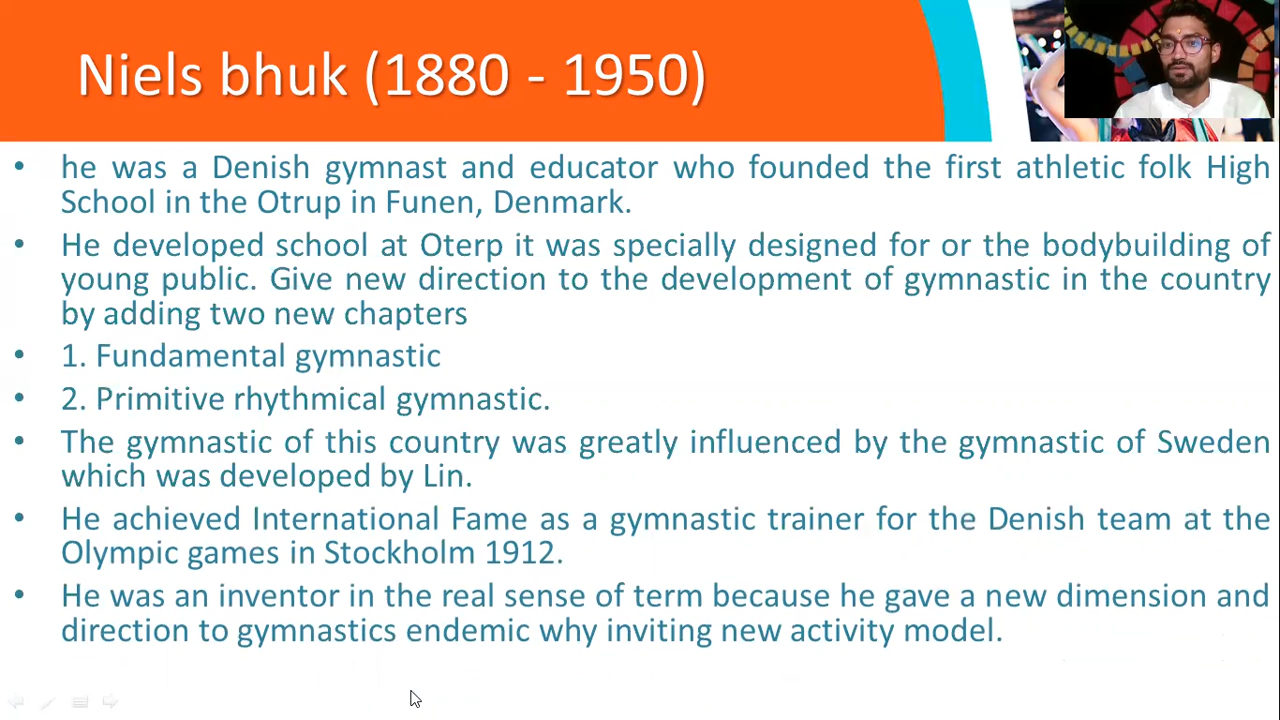 Niels bhuk (1880 - 1950)
• he was a Denish gymnast and educator who founded the first athletic folk High
School in the Otrup in Funen, Denmark.
• He developed school at Oterp it was specially designed for or the bodybuilding of
young public. Give new direction to the development of gymnastic in the country
by adding two new chapters
• 1. Fundamental gymnastic
• 2. Primitive rhythmical gymnastic.
• The gymnastic of this country was greatly influenced by the gymnastic of Sweden
which was developed by Lin.
• He achieved International Fame as a gymnastic trainer for the Denish team at the
Olympic games in Stockholm 1912.
• He was an inventor in the real sense of term because he gave a new dimension and
direction to gymnastics endemic why inviting new activity model.